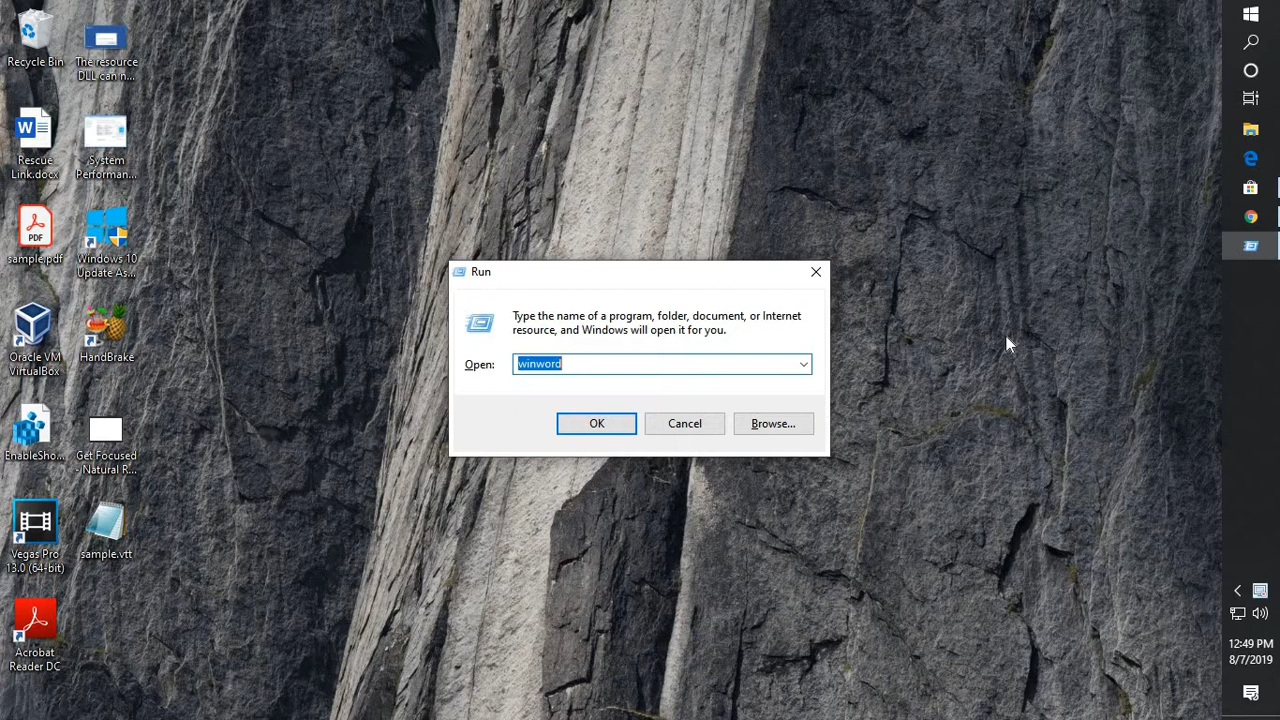 Recycle Bin
The resource
DLL can n...
Rescue
Link.docx
System
Performan...
PDF
sample.pdf
Windows 10
Update As...
Oracle VM
VirtualBox
HandBrake
EnableSho...
Get Focused
- Natural R...
Vegas Pro
13.0 (64-bit)
sample.vtt
Acrobat
Reader DC
Run
Type the name of a program, folder, document, or Internet
resource, and Windows will open it for you.
Open:
winword
OK
Cancel
Browse...
12:49 PM
8/7/2019